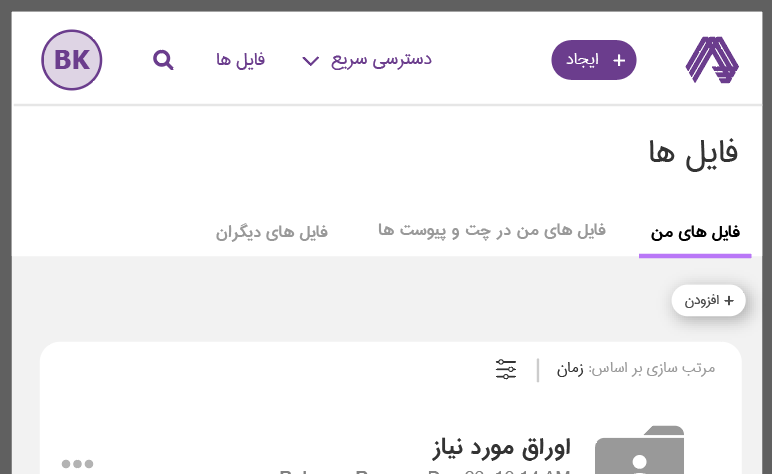 + ایجاد
دسترسی سریع
فایل ها
BK
فایل ها
فایل های من
فایل های من در چت و پیوست ها
فایل های دیگران
+ افزودن
مرتب سازی بر اساس: زمان
اوراق مورد نیاز